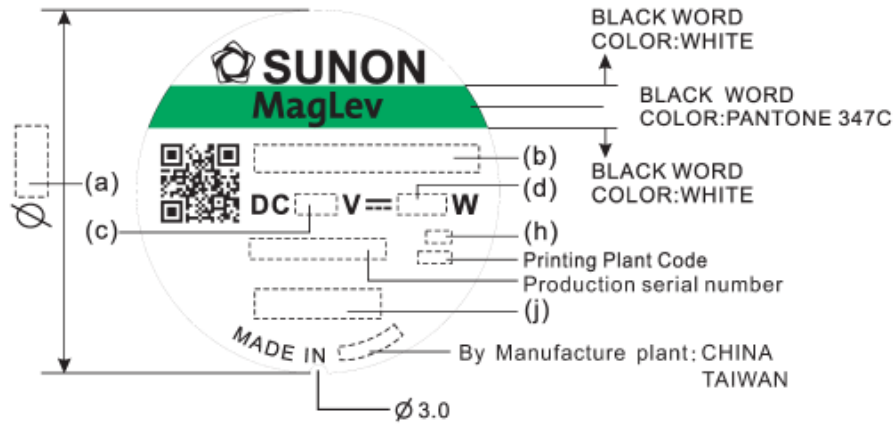 BLACK WORD
COLOR:WHITE
SUNON
MagLev
BLACK WORD
COLOR:PANTONE 347C
(a)
Ø
(b)
BLACK WORD
COLOR:WHITE
(d)
DC V W
(c)
(h)
Printing Plant Code
Production serial number
(j)
MADE IN
By Manufacture plant: CHINA
TAIWAN
Ø 3.0